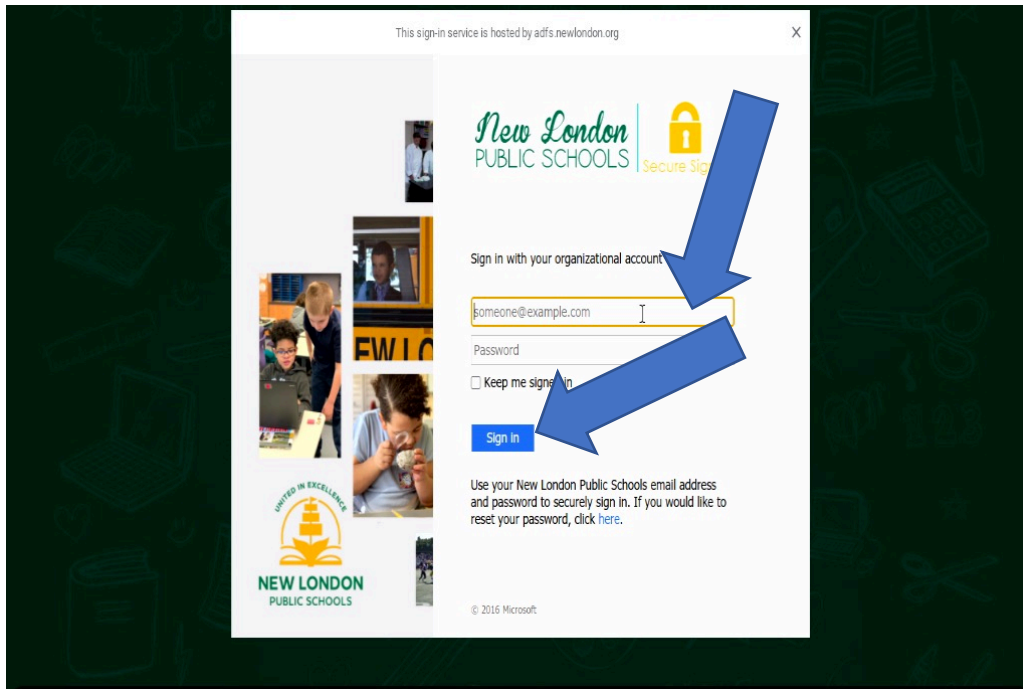 This sign-in service is hosted by adfs.newlondon.org
X
New London
PUBLIC SCHOOLS
Secure
Sign in with your organizational account
someone@example.com
Password
Keep me signed in
Sign in
Use your New London Public Schools email address
and password to securely sign in. If you would like to
reset your password, click here.
© 2016 Microsoft
EW LO
UNITED IN EXCELLENCE
NEW LONDON
PUBLIC SCHOOLS